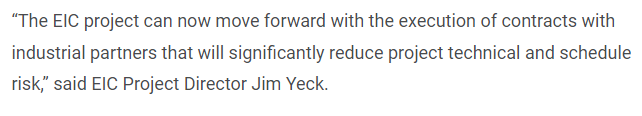 “The EIC project can now move forward with the execution of contracts with
industrial partners that will significantly reduce project technical and schedule
risk,” said EIC Project Director Jim Yeck.